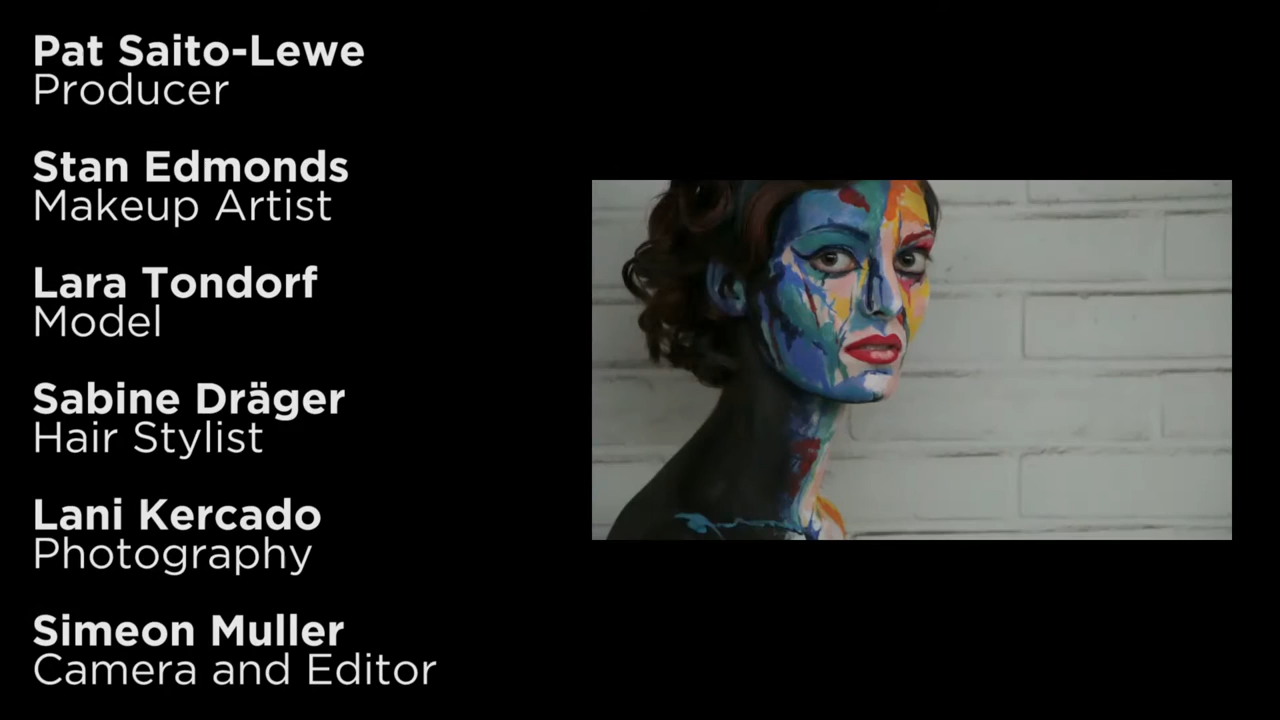 Pat Saito-Lewe
Producer
Stan Edmonds
Makeup Artist
Lara Tondorf
Model
Sabine Dräger
Hair Stylist
Lani Kercado
Photography
Simeon Muller
Camera and Editor